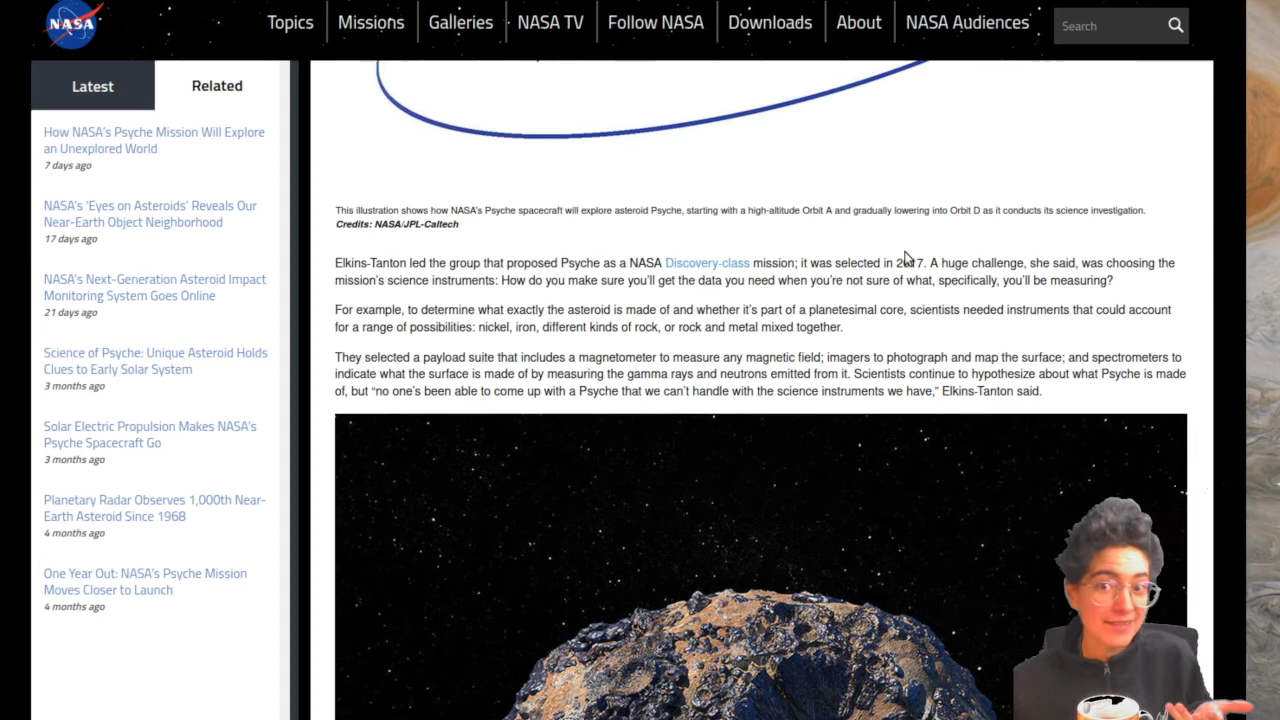 NASA
Topics
Missions
Galleries
NASA TV
Follow NASA
Downloads
About
NASA Audiences
Search
Latest
Related
How NASA's Psyche Mission Will Explore
an Unexplored World
7 days ago
NASA's 'Eyes on Asteroids' Reveals Our
Near-Earth Object Neighborhood
17 days ago
NASA's Next-Generation Asteroid Impact
Monitoring System Goes Online
21 days ago
Science of Psyche: Unique Asteroid Holds
Clues to Early Solar System
3 months ago
Solar Electric Propulsion Makes NASA's
Psyche Spacecraft Go
3 months ago
Planetary Radar Observes 1,000th Near-
Earth Asteroid Since 1968
4 months ago
One Year Out: NASA's Psyche Mission
Moves Closer to Launch
4 months ago
This illustration shows how NASA's Psyche spacecraft will explore asteroid Psyche, starting with a high-altitude Orbit A and gradually lowering into Orbit D as it conducts its science investigation.
Credits: NASA/JPL-Caltech
Elkins-Tanton led the group that proposed Psyche as a NASA Discovery-class mission; it was selected in 2017. A huge challenge, she said, was choosing the
mission's science instruments: How do you make sure you'll get the data you need when you're not sure of what, specifically, you'll be measuring?
For example, to determine what exactly the asteroid is made of and whether it's part of a planetesimal core, scientists needed instruments that could account
for a range of possibilities: nickel, iron, different kinds of rock, or rock and metal mixed together.
They selected a payload suite that includes a magnetometer to measure any magnetic field; imagers to photograph and map the surface; and spectrometers to
indicate what the surface is made of by measuring the gamma rays and neutrons emitted from it. Scientists continue to hypothesize about what Psyche is made
of, but “no one's been able to come up with a Psyche that we can't handle with the science instruments we have,” Elkins-Tanton said.